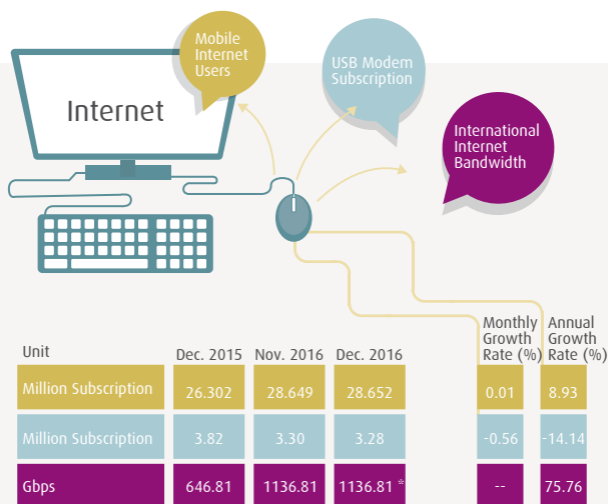 Mobile
Internet
Users
USB Modem
Subscription
Internet
International
Internet
Bandwidth
Unit Dec. 2015 Nov. 2016 Dec. 2016 Monthly Growth Rate (%) Annual Growth Rate (%)
Million Subscription 26.302 28.649 28.652 0.01 8.93
Million Subscription 3.82 3.30 3.28 -0.56 -14.14
Gbps 646.81 1136.81 1136.81 * -- 75.76